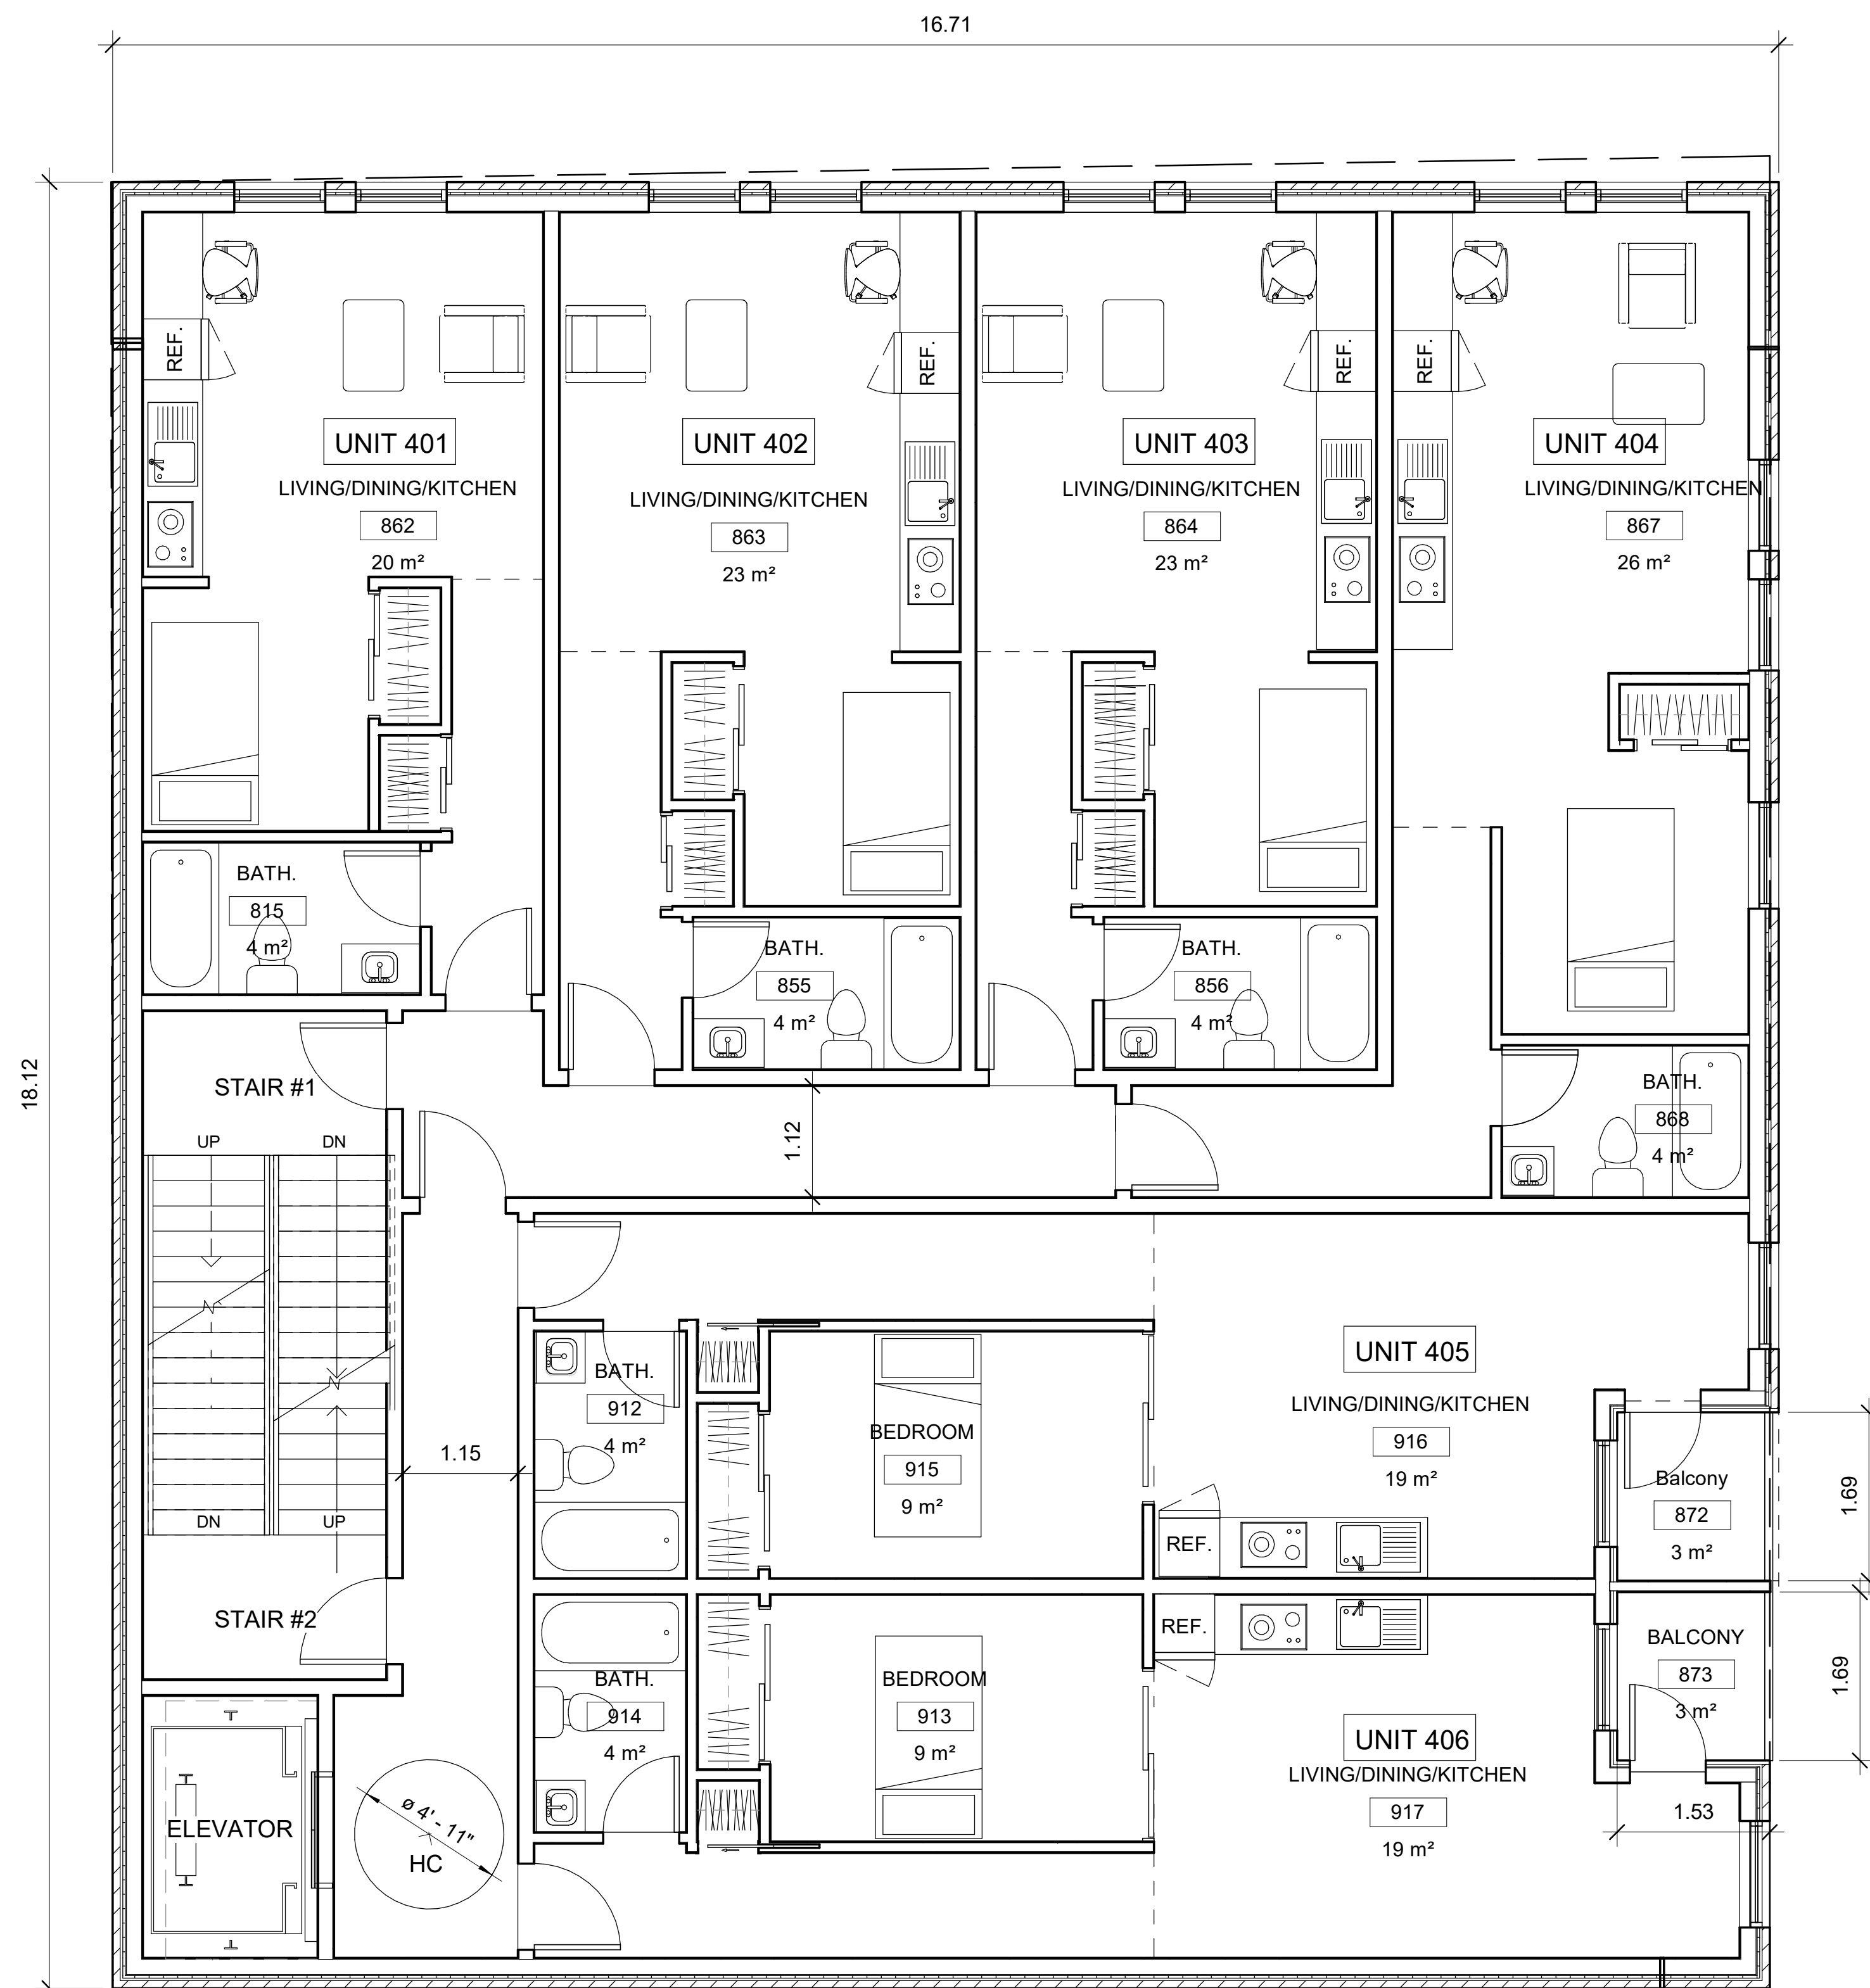 16.71
18.12
REF.
REF.
REF.
REF.
UNIT 401
LIVING/DINING/KITCHEN
862
20 m²
UNIT 402
LIVING/DINING/KITCHEN
863
23 m²
UNIT 403
LIVING/DINING/KITCHEN
864
23 m²
UNIT 404
LIVING/DINING/KITCHEN
867
26 m²
BATH.
815
4 m²
BATH.
855
4 m²
BATH.
856
4 m²
BATH.
868
4 m²
STAIR #1
UP
DN
1.12
DN
UP
STAIR #2
1.15
BATH.
912
4 m²
BEDROOM
915
9 m²
UNIT 405
LIVING/DINING/KITCHEN
916
19 m²
REF.
Balcony
872
3 m²
1.69
BATH.
914
4 m²
BEDROOM
913
9 m²
REF.
UNIT 406
LIVING/DINING/KITCHEN
917
19 m²
BALCONY
873
3 m²
1.69
1.53
ELEVATOR
ø 4' - 11"
HC